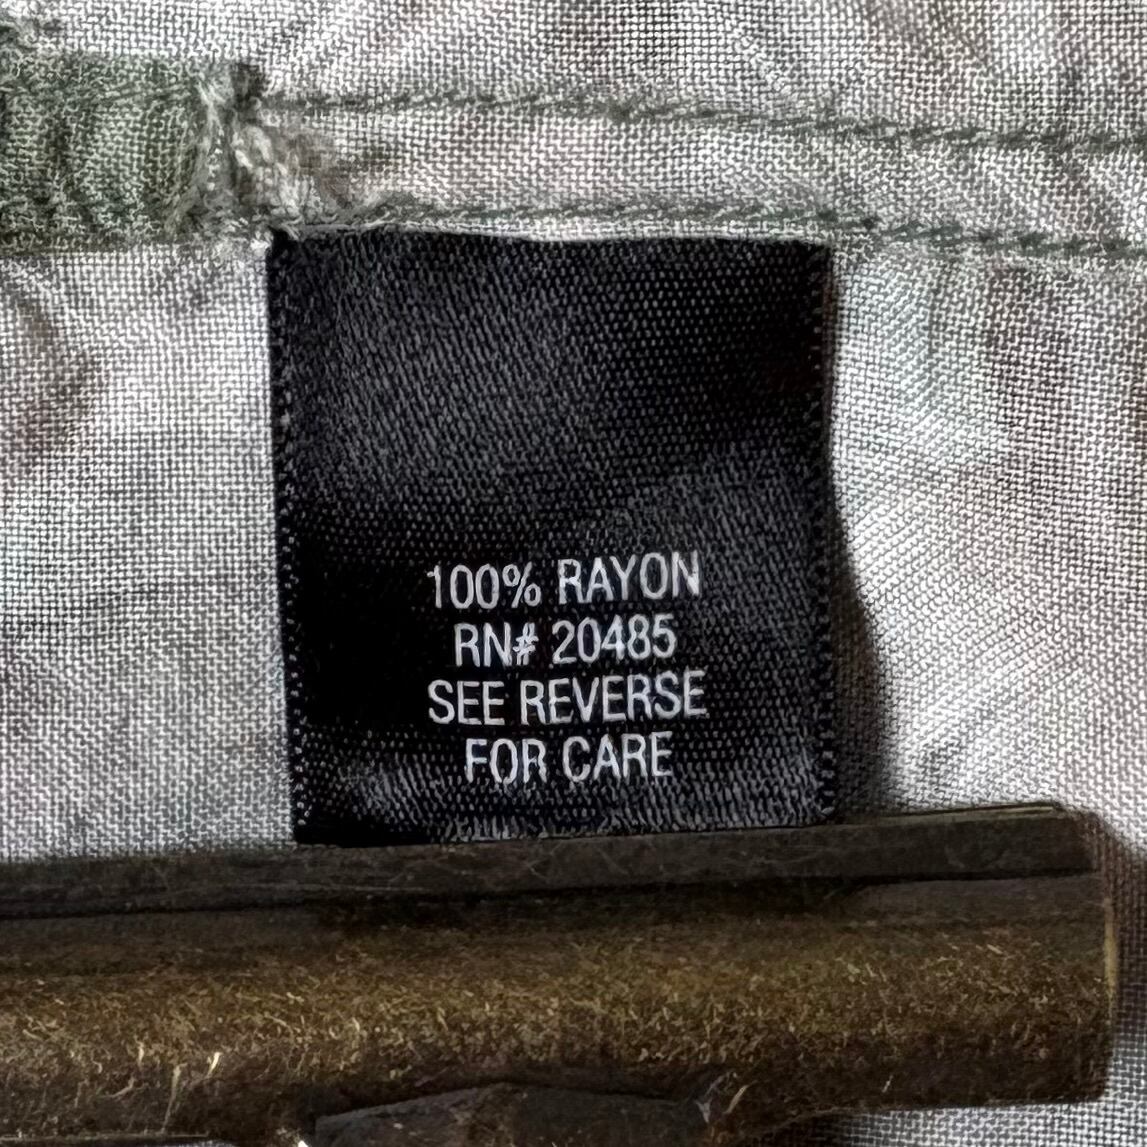 100% RAYON
RN# 20485
SEE REVERSE
FOR CARE